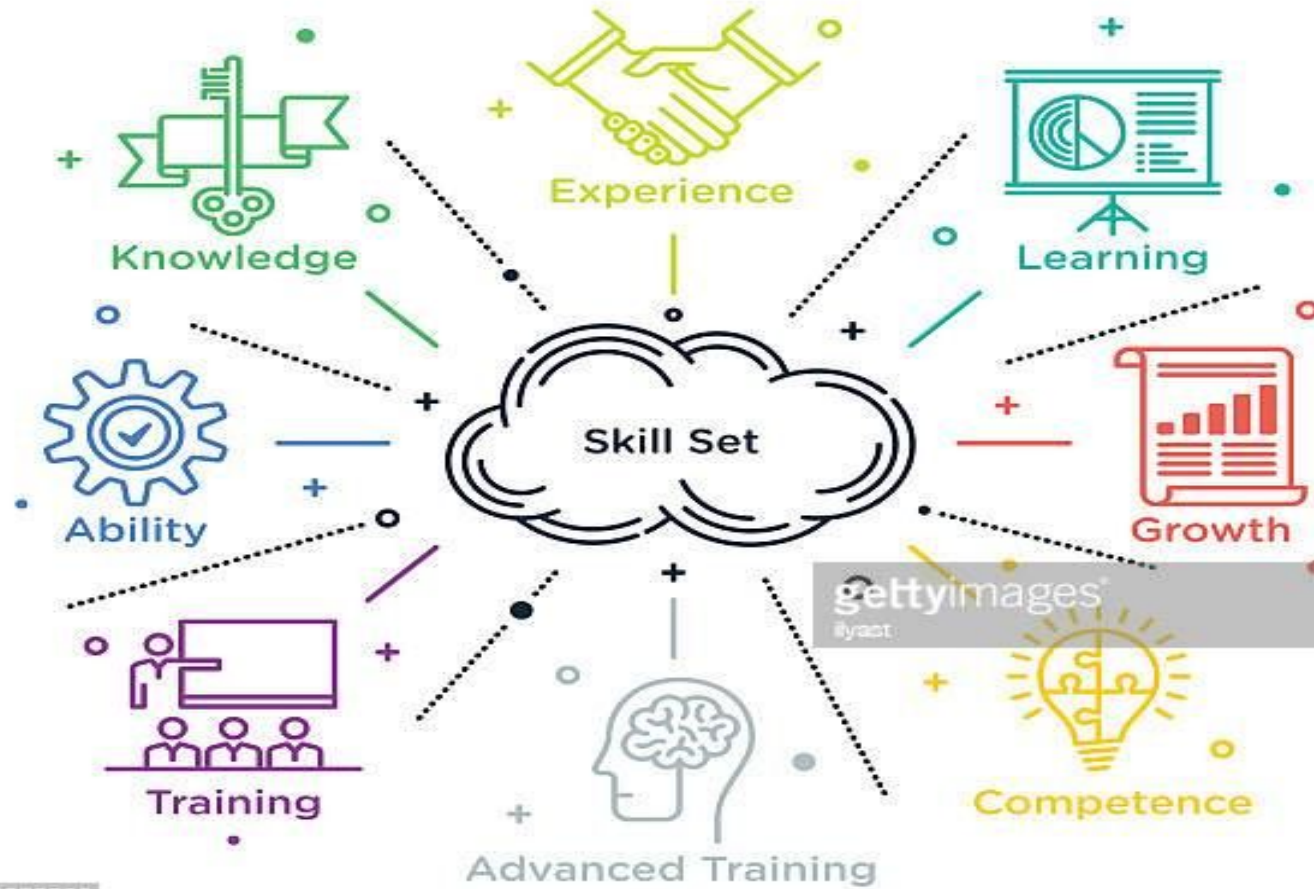 Experience
Knowledge
Learning
Skill Set
Ability
Growth
gettyimages®
ilyast
Training
Competence
Advanced Training